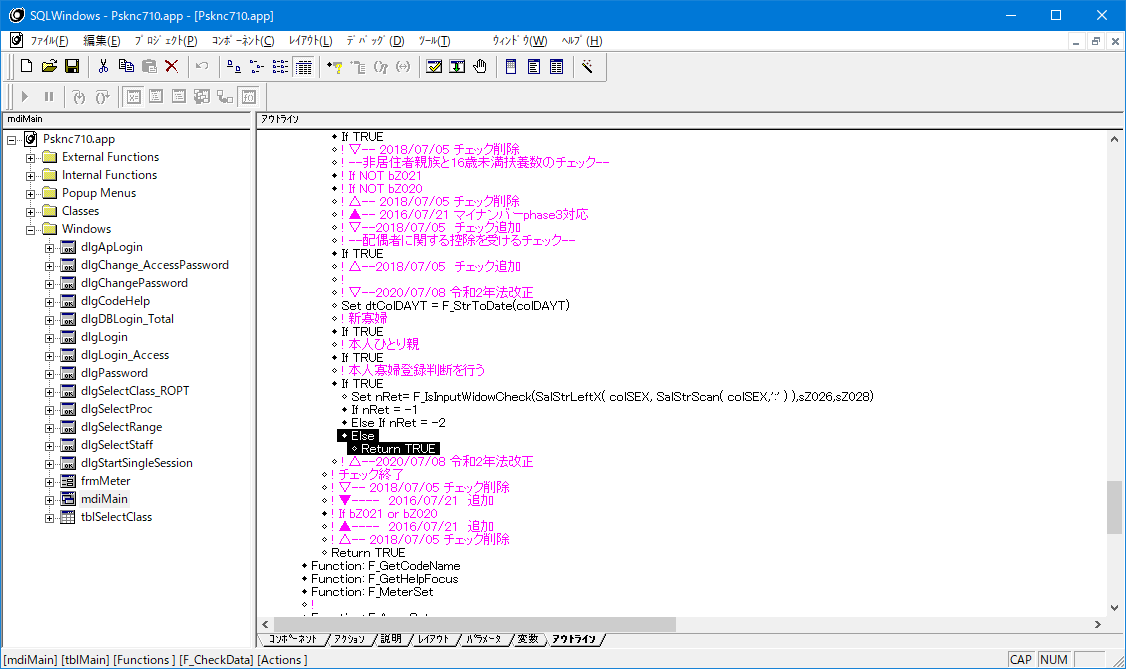 SQLWindows - Psknc710.app - [Psknc710.app]
ﾌｧｲﾙ(F) 編集(E) ﾌﾟﾛｼﾞｪｸﾄ(P) ｺﾝﾎﾟｰﾈﾝﾄ(C) ﾚｲｱｳﾄ(L) ﾃﾞﾊﾞｯｸﾞ(D) ﾂｰﾙ(T) ｳｨﾝﾄﾞｳ(W) ﾍﾙﾌﾟ(H)
mdiMain
Psknc710.app
External Functions
Internal Functions
Popup Menus
Classes
Windows
dlgApLogin
dlgChange_AccessPassword
dlgChangePassword
dlgCodeHelp
dlgDBLogin_Total
dlgLogin
dlgLogin_Access
dlgPassword
dlgSelectClass_ROPT
dlgSelectProc
dlgSelectRange
dlgSelectStaff
dlgStartSingleSession
frmMeter
mdiMain
tblSelectClass
ｱｳﾄﾗｲﾝ
If TRUE
! ▽-- 2018/07/05 チェック削除
! --非居住者親族と16歳未満扶養数のチェック--
! If NOT bZ021
! If NOT bZ020
! △-- 2018/07/05 チェック削除
! ▲-- 2016/07/21 マイナンバーphase3対応
! ▽--2018/07/05 チェック追加
! --配偶者に関する控除を受けるチェック--
If TRUE
! △--2018/07/05 チェック追加
!
! ▽--2020/07/08 令和2年法改正
Set dtColDAYT = F_StrToDate(colDAYT)
! 新寡婦
If TRUE
! 本人ひとり親
If TRUE
! 本人寡婦登録判断を行う
If TRUE
Set nRet= F_IsInputWidowCheck(SalStrLeftX( colSEX, SalStrScan( colSEX,':' ) ),sZ026,sZ028)
If nRet = -1
Else If nRet = -2
Else
Return TRUE
! △--2020/07/08 令和2年法改正
! チェック終了
! ▽-- 2018/07/05 チェック削除
! ▼---- 2016/07/21 追加
! If bZ021 or bZ020
! ▲---- 2016/07/21 追加
! △-- 2018/07/05 チェック削除
Return TRUE
Function: F_GetCodeName
Function: F_GetHelpFocus
Function: F_MeterSet
!
ｺﾝﾎﾟｰﾈﾝﾄ ｱｸｼｮﾝ 説明 ﾚｲｱｳﾄ ﾊﾟﾗﾒｰﾀ 変数 ｱｳﾄﾗｲﾝ
[mdiMain] [tblMain] [Functions ] [F_CheckData] [Actions ] CAP NUM